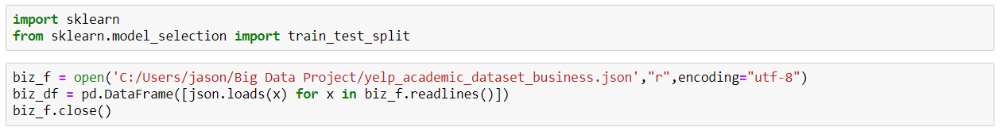 import sklearn
from sklearn.model_selection import train_test_split
biz_f = open('C:/Users/jason/Big Data Project/yelp_academic_dataset_business.json',"r",encoding="utf-8")
biz_df = pd.DataFrame([json.loads(x) for x in biz_f.readlines()])
biz_f.close()